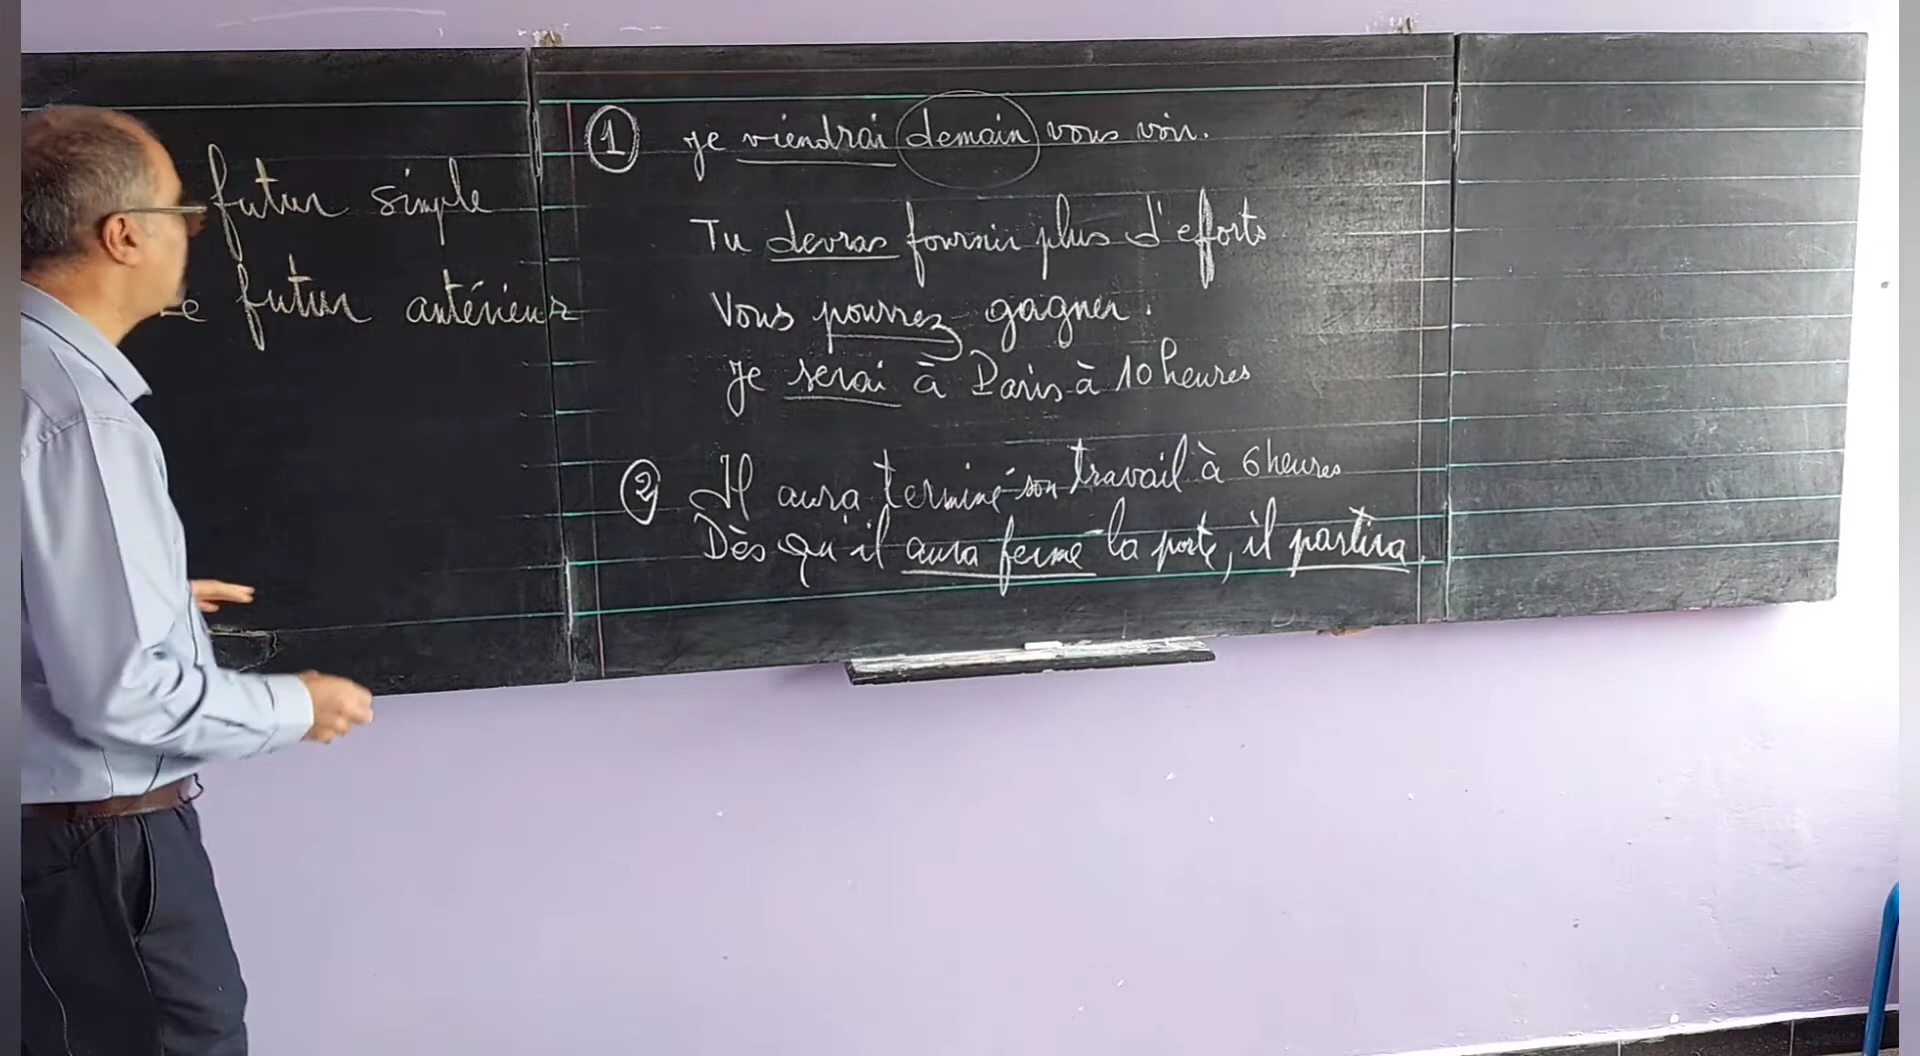 futur simple
Le futur antérieur
1 Je viendrai demain vous voir.
Tu devras fournir plus d'efforts
Vous pourrez gagner.
Je serai à Paris à 10 heures
2 Il aura terminé son travail à 6 heures
Dès qu'il aura fermé la porte, il partira.